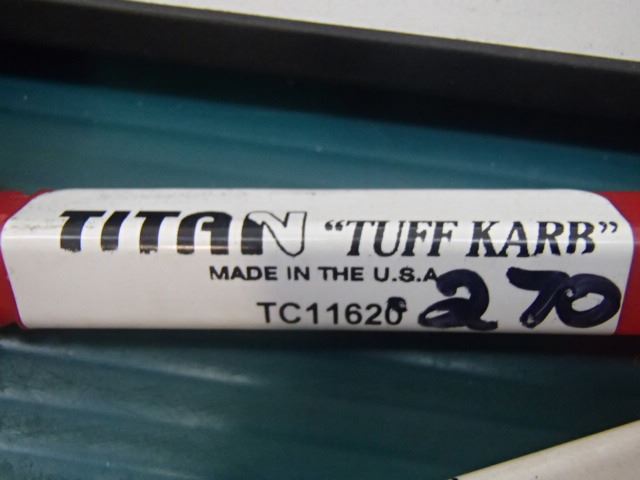 TITAN "TUFF KARB"
MADE IN THE U.S.A
TC11620 270